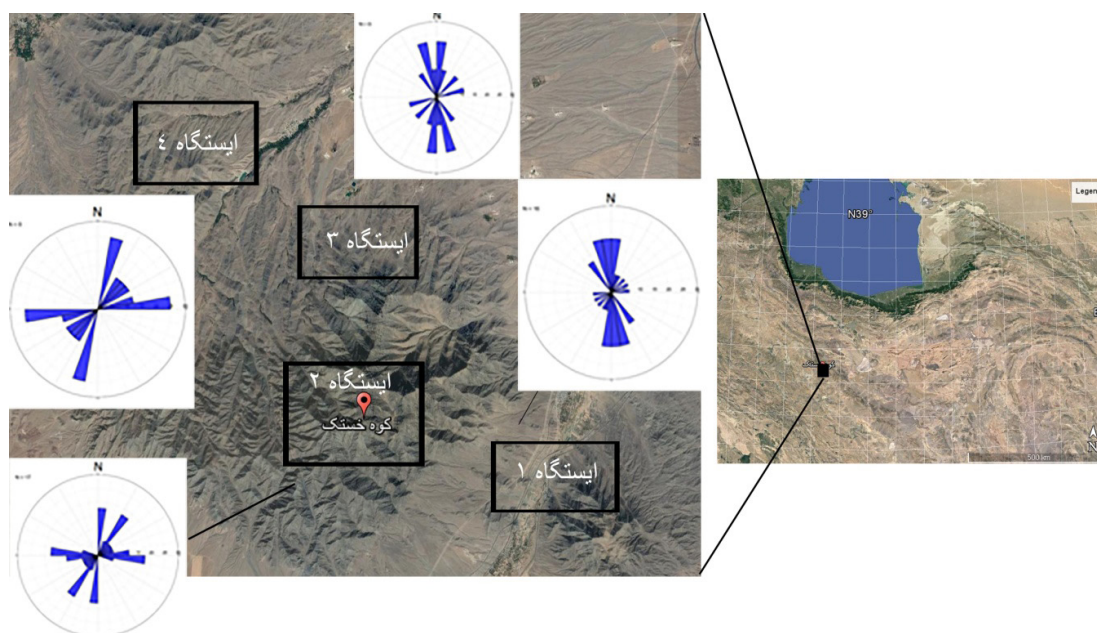 N
ایستگاه ٤
N
ایستگاه ٣
N
ایستگاه ٢
کوه خستک
ایستگاه ١
N
N39°
Legen
500 km
N